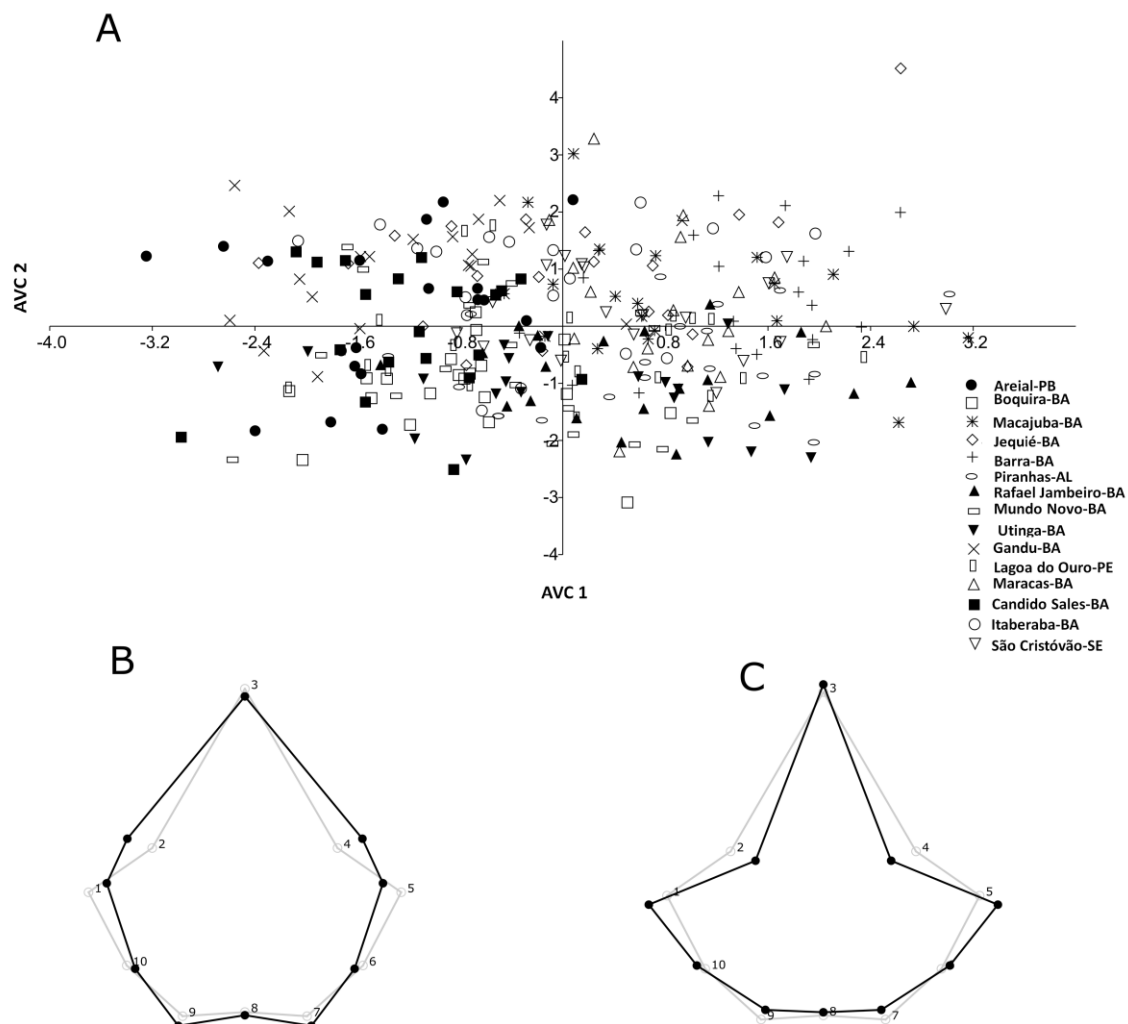 A
AVC 2
4
3
2
1
-4.0 -3.2 -2.4 -1.6 -0.8 0.8 1.6 2.4 3.2
-1
-2
-3
-4
AVC 1
Areial-PB
Boquira-BA
Macajuba-BA
Jequié-BA
Barra-BA
Piranhas-AL
Rafael Jambeiro-BA
Mundo Novo-BA
Utinga-BA
Gandu-BA
Lagoa do Ouro-PE
Maracas-BA
Candido Sales-BA
Itaberaba-BA
São Cristóvão-SE
B
3
2 4
1 5
10 6
9 8 7
C
3
2 4
1 5
10
9 8 7